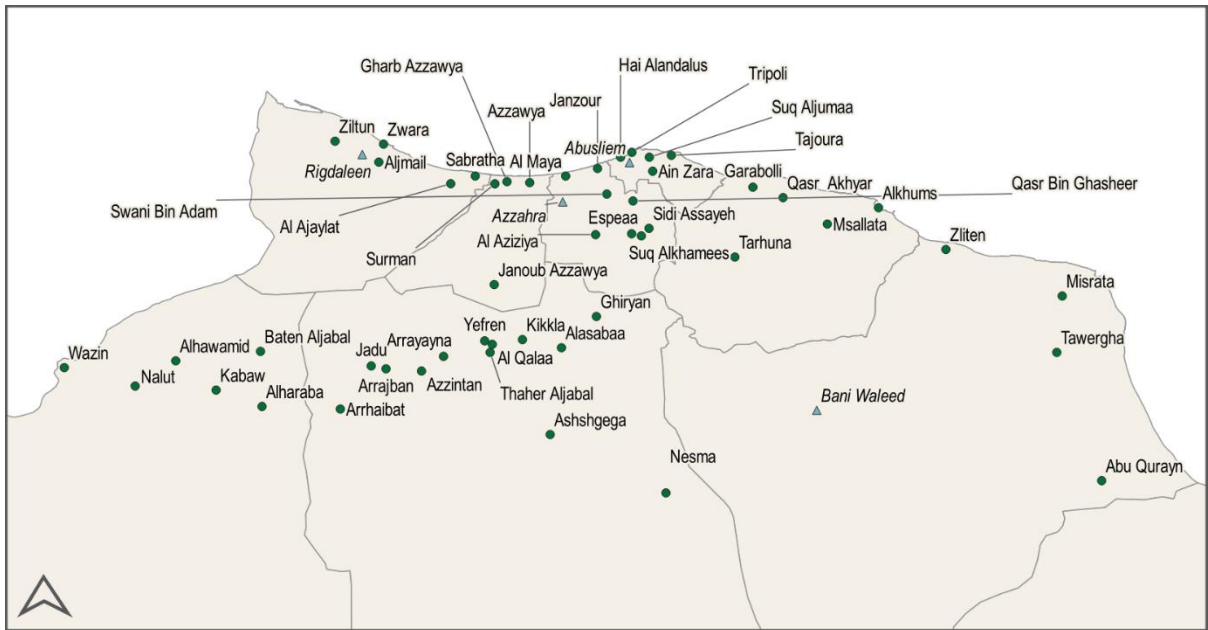 Gharb Azzawya
Hai Alandalus
Tripoli
Janzour
Azzawya
Suq Aljumaa
Ziltun
Zwara
Abusliem
Tajoura
Rigdaleen
Aljmail
Sabratha
Al Maya
Ain Zara
Garabolli
Qasr Akhyar
Alkhums
Qasr Bin Ghasheer
Swani Bin Adam
Al Ajaylat
Azzahra
Espeaa
Sidi Assayeh
Msallata
Al Aziziya
Suq Alkhamees
Tarhuna
Zliten
Surman
Janoub Azzawya
Misrata
Ghiryan
Wazin
Alhawamid
Baten Aljabal
Jadu
Arrayayna
Yefren
Kikkla
Alasabaa
Tawergha
Al Qalaa
Nalut
Kabaw
Alharaba
Arrajban
Azzintan
Thaher Aljabal
Bani Waleed
Arrhaibat
Ashshgega
Nesma
Abu Qurayn